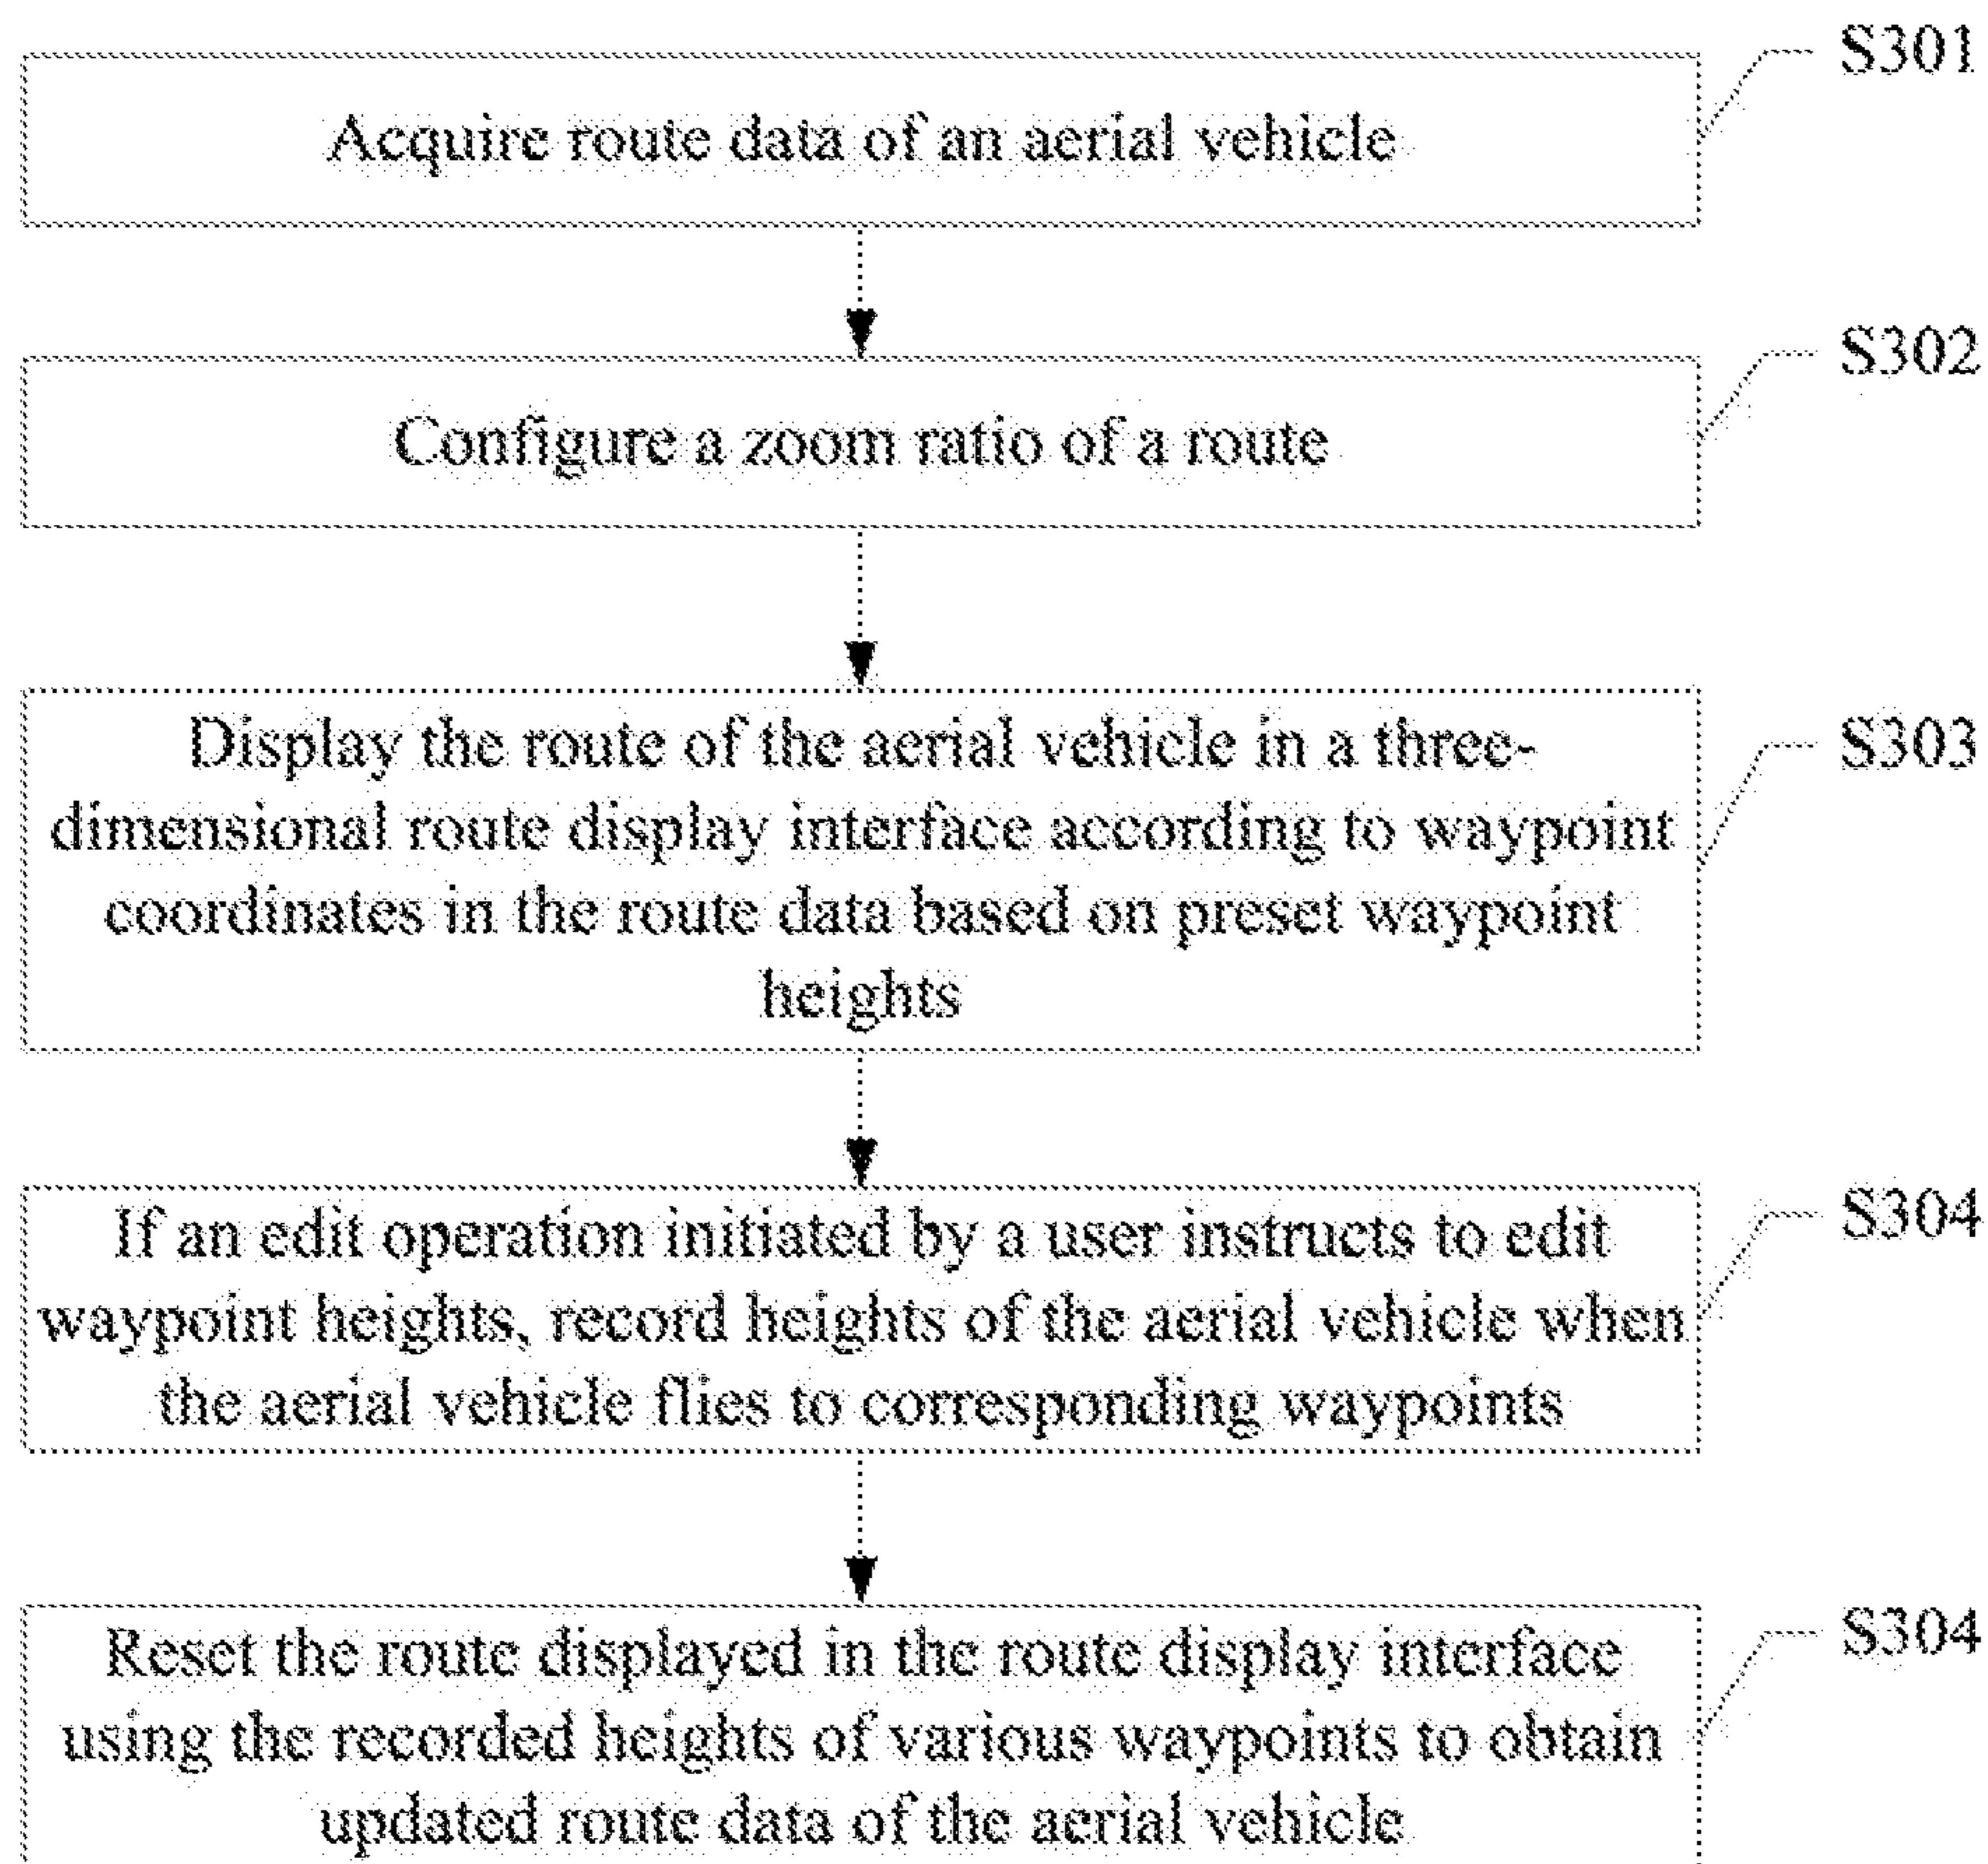 S301
Acquire route data of an aerial vehicle
S302
Configure a zoom ratio of a route
S303
Display the route of the aerial vehicle in a three-
dimensional route display interface according to waypoint
coordinates in the route data based on preset waypoint
heights
S304
If an edit operation initiated by a user instructs to edit
waypoint heights, record heights of the aerial vehicle when
the aerial vehicle flies to corresponding waypoints
S304
Reset the route displayed in the route display interface
using the recorded heights of various waypoints to obtain
updated route data of the aerial vehicle